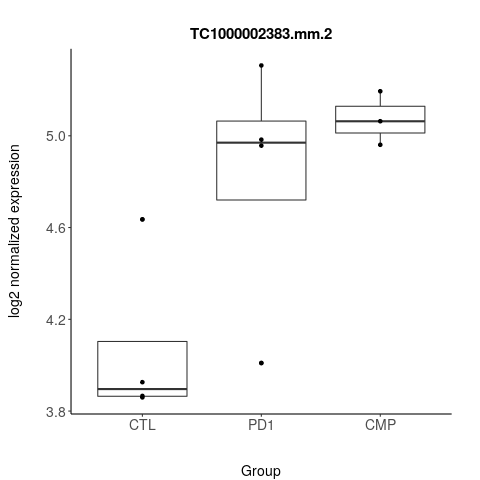 TC1000002383.mm.2
log2 normalized expression
5.0
4.6
4.2
3.8
CTL
PD1
CMP
Group